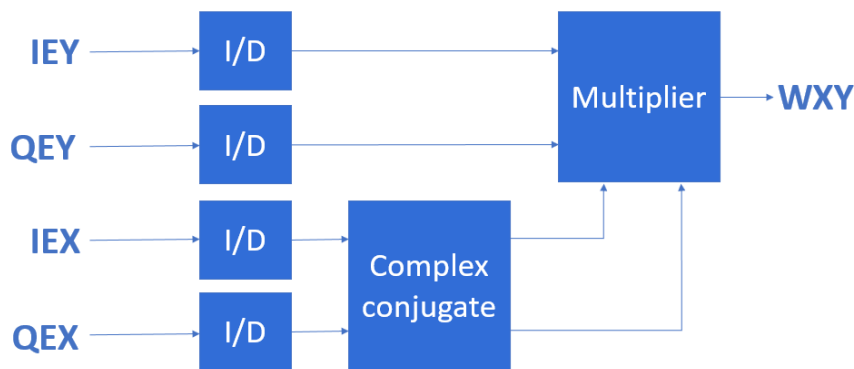 IEY
I/D
Multiplier
WXY
QEY
I/D
IEX
I/D
Complex
conjugate
QEX
I/D